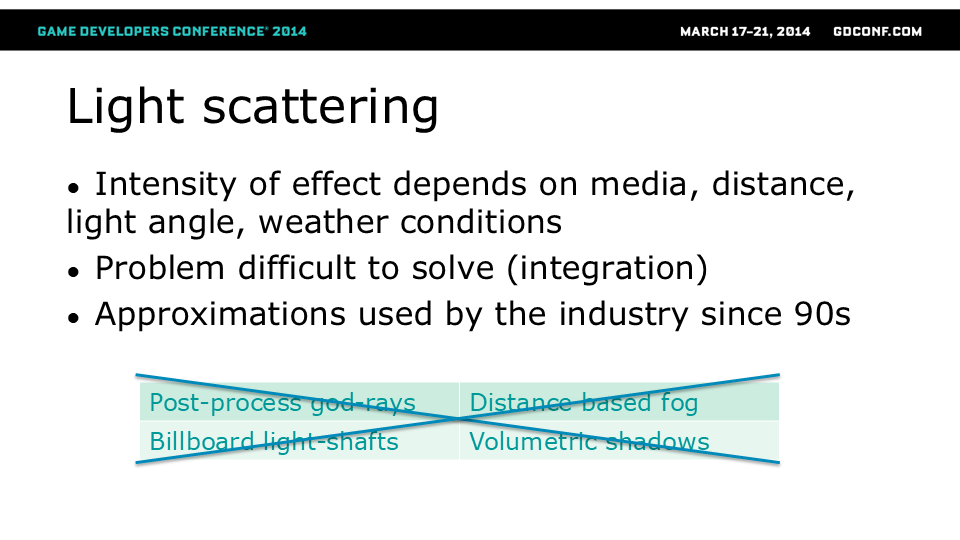 GAME DEVELOPERS CONFERENCE® 2014 MARCH 17–21, 2014 GDCONF.COM
Light scattering
• Intensity of effect depends on media, distance,
light angle, weather conditions
• Problem difficult to solve (integration)
• Approximations used by the industry since 90s
Post-process god-rays Distance based fog
Billboard light-shafts Volumetric shadows